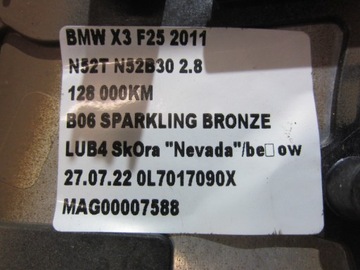 BMW X3 F25 2011
N52T N52B30 2.8
128 000KM
B06 SPARKLING BRONZE
LUB4 SkOra "Nevada"/be□ow
27.07.22 0L7017090X
MAG00007588